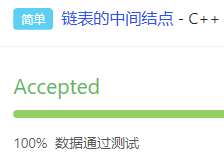 简单 链表的中间结点 - C++
Accepted
100% 数据通过测试